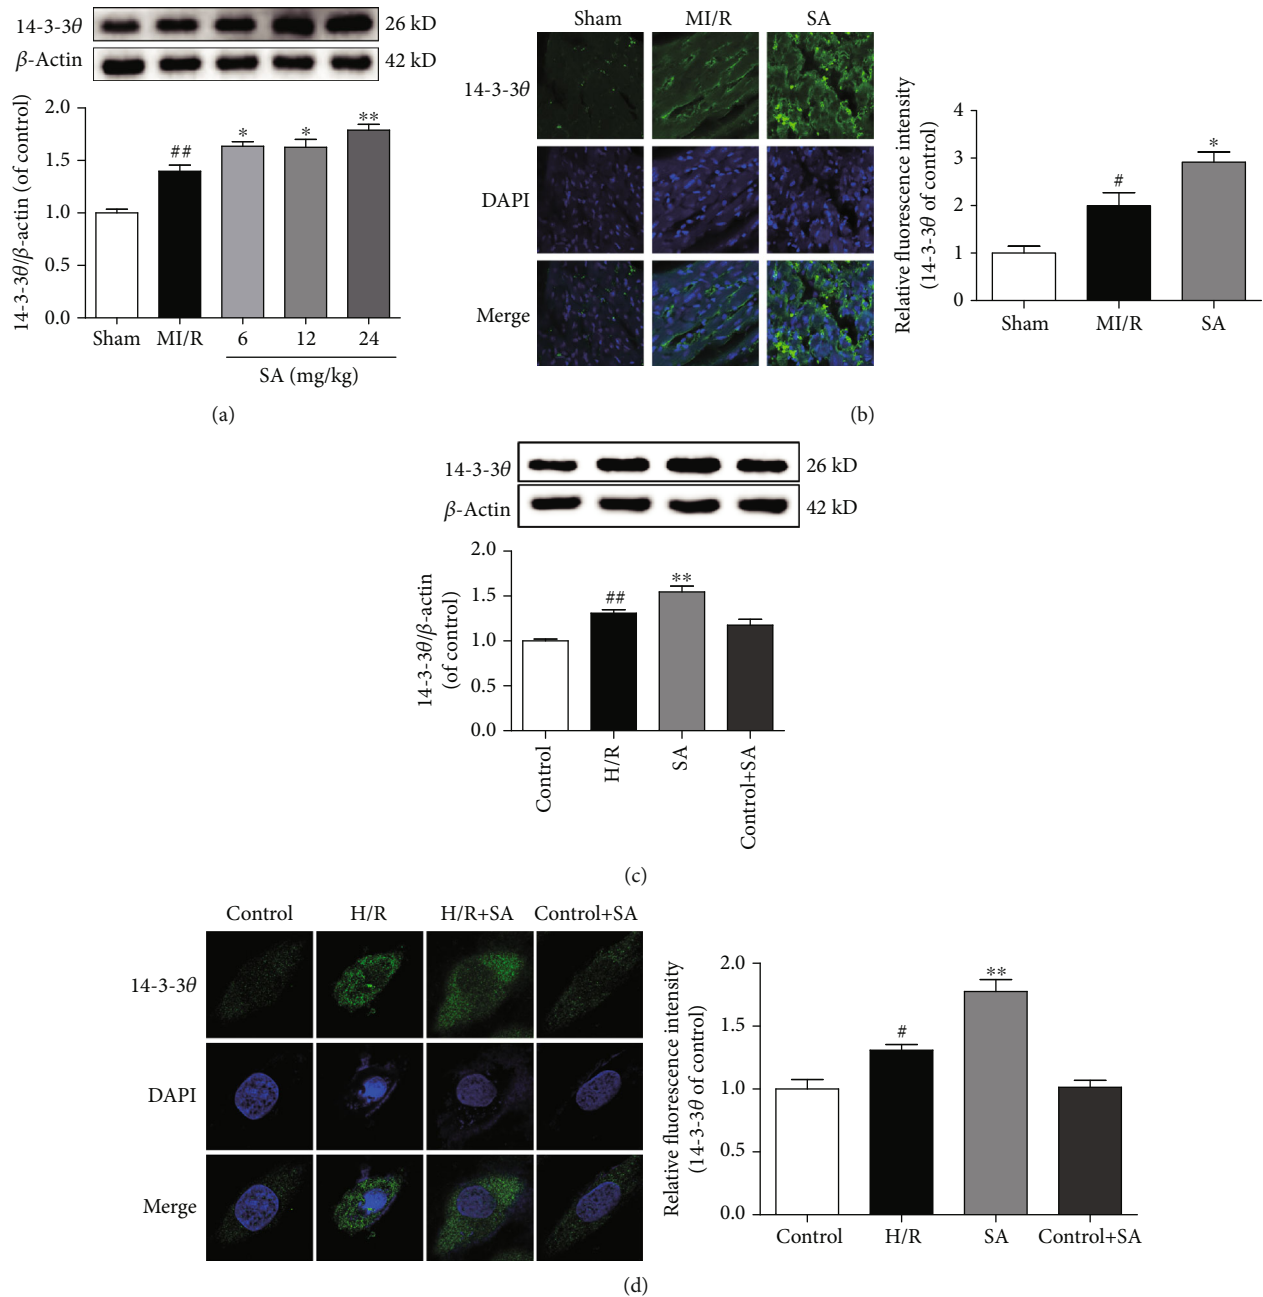 14-3-3θ
26 kD
β-Actin
42 kD
14-3-3θ/β-actin (of control)
2.0
1.5
1.0
0.5
0.0
##
*
*
**
Sham
MI/R
6
12
24
SA (mg/kg)
(a)
Sham
MI/R
SA
14-3-3θ
DAPI
Merge
Relative fluorescence intensity
(14-3-3θ of control)
4
3
2
1
0
#
*
Sham
MI/R
SA
(b)
14-3-3θ
26 kD
β-Actin
42 kD
14-3-3θ/β-actin
(of control)
2.0
1.5
1.0
0.5
0.0
##
**
Control
H/R
SA
Control+SA
(c)
Control
H/R
H/R+SA
Control+SA
14-3-3θ
DAPI
Merge
Relative fluorescence intensity
(14-3-3θ of control)
2.0
1.5
1.0
0.5
0.0
#
**
Control
H/R
SA
Control+SA
(d)